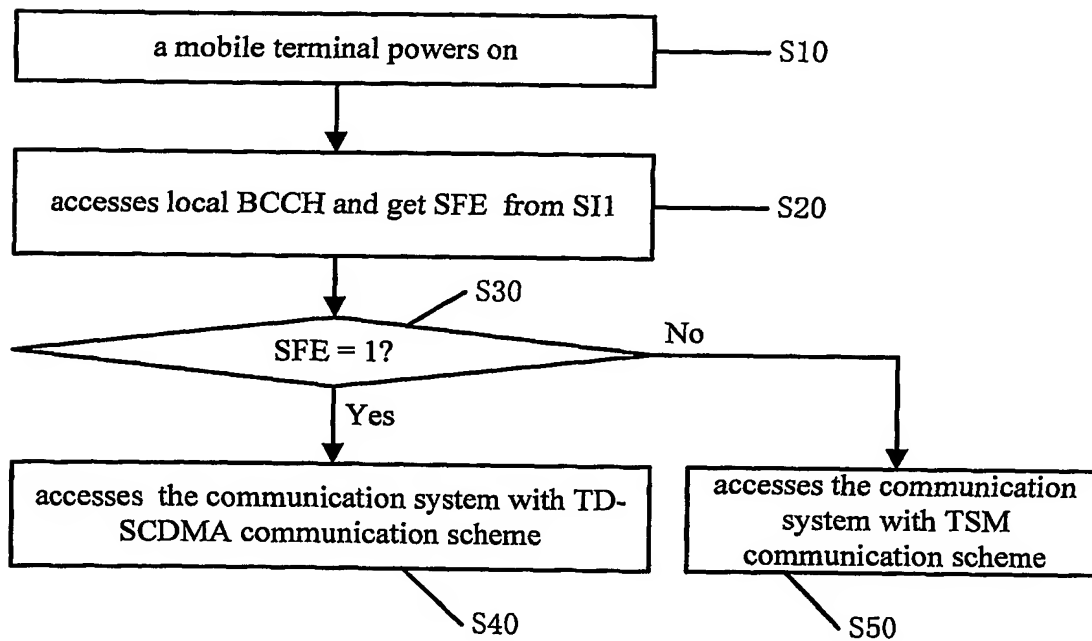 a mobile terminal powers on
S10
accesses local BCCH and get SFE from SI1
S20
S30
SFE = 1?
No
Yes
accesses the communication system with TD-
SCDMA communication scheme
accesses the communication
system with TSM
communication scheme
S40
S50